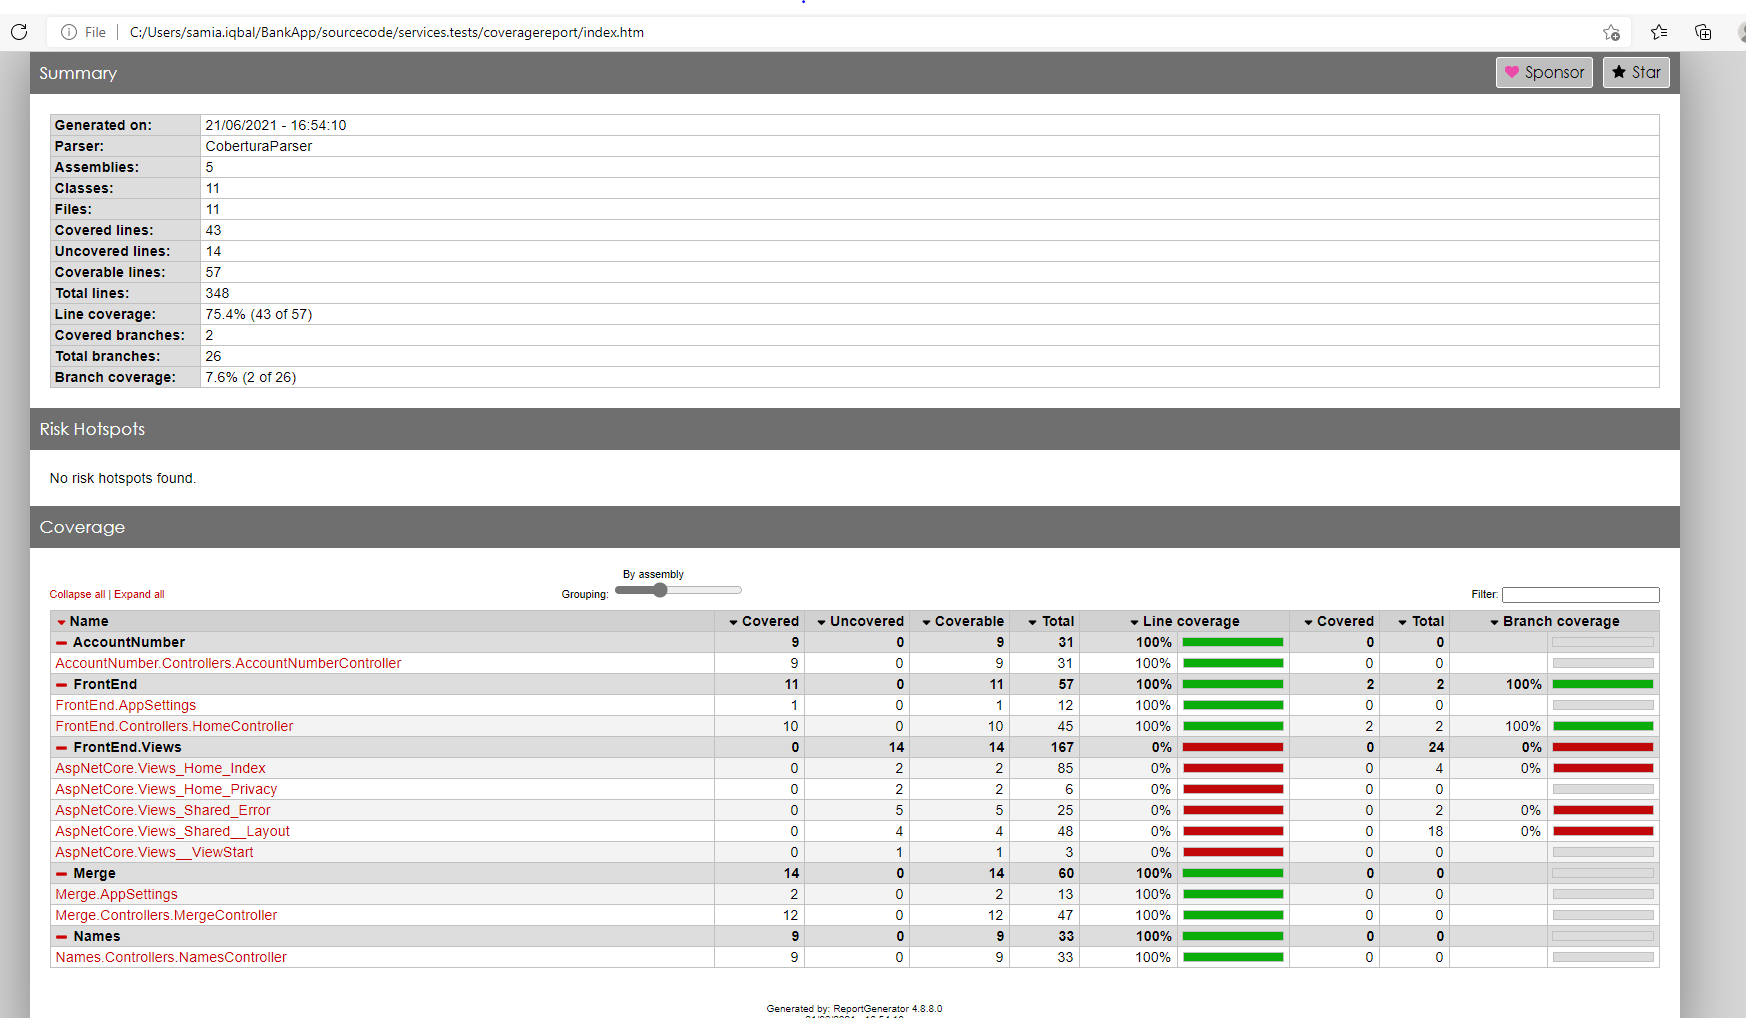 File C:/Users/samia.iqbal/BankApp/sourcecode/services.tests/coveragereport/index.htm
Summary Sponsor Star
Generated on: 21/06/2021 - 16:54:10
Parser: CoberturaParser
Assemblies: 5
Classes: 11
Files: 11
Covered lines: 43
Uncovered lines: 14
Coverable lines: 57
Total lines: 348
Line coverage: 75.4% (43 of 57)
Covered branches: 2
Total branches: 26
Branch coverage: 7.6% (2 of 26)
Risk Hotspots
No risk hotspots found.
Coverage
By assembly
Collapse all | Expand all Grouping: Filter:
Name Covered Uncovered Coverable Total Line coverage Covered Total Branch coverage
AccountNumber 9 0 9 31 100% 0 0
AccountNumber.Controllers.AccountNumberController 9 0 9 31 100% 0 0
FrontEnd 11 0 11 57 100% 2 2 100%
FrontEnd.AppSettings 1 0 1 12 100% 0 0
FrontEnd.Controllers.HomeController 10 0 10 45 100% 2 2 100%
FrontEnd.Views 0 14 14 167 0% 0 24 0%
AspNetCore.Views_Home_Index 0 2 2 85 0% 0 4 0%
AspNetCore.Views_Home_Privacy 0 2 2 6 0% 0 0
AspNetCore.Views_Shared_Error 0 5 5 25 0% 0 2 0%
AspNetCore.Views_Shared__Layout 0 4 4 48 0% 0 18 0%
AspNetCore.Views__ViewStart 0 1 1 3 0% 0 0
Merge 14 0 14 60 100% 0 0
Merge.AppSettings 2 0 2 13 100% 0 0
Merge.Controllers.MergeController 12 0 12 47 100% 0 0
Names 9 0 9 33 100% 0 0
Names.Controllers.NamesController 9 0 9 33 100% 0 0
Generated by: ReportGenerator 4.8.8.0